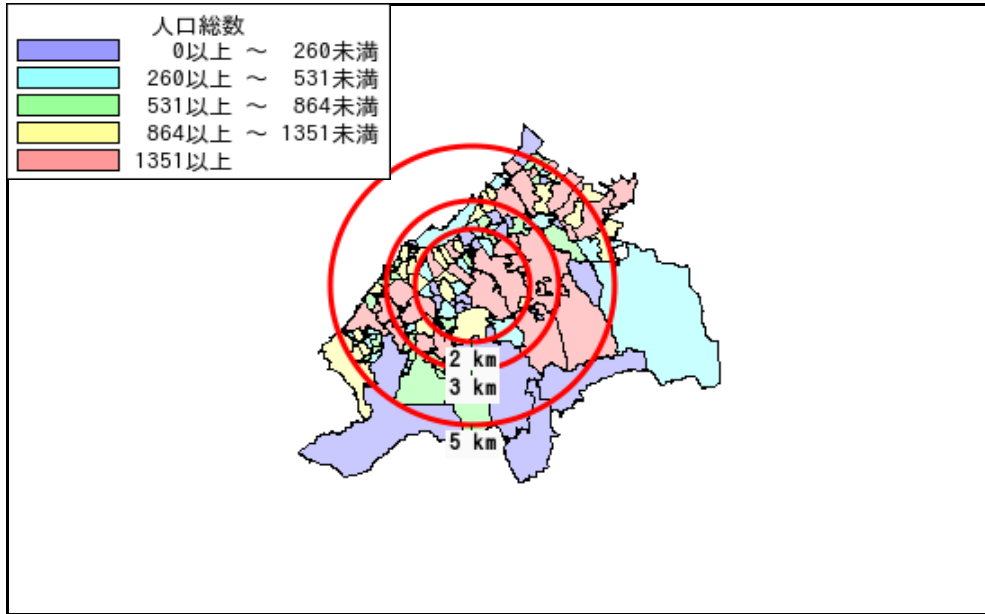 人口総数
0以上 ～ 260未満
260以上 ～ 531未満
531以上 ～ 864未満
864以上 ～ 1351未満
1351以上
2 km
3 km
5 km